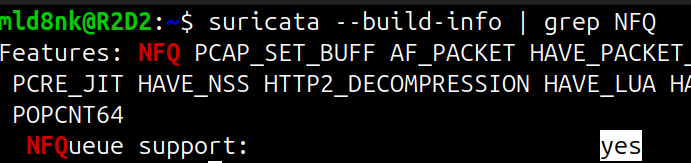 mld8nk@R2D2:~$ suricata --build-info | grep NFQ
Features: NFQ PCAP_SET_BUFF AF_PACKET HAVE_PACKET_
PCRE_JIT HAVE_NSS HTTP2_DECOMPRESSION HAVE_LUA HA
POPCNT64
NFQueue support: yes